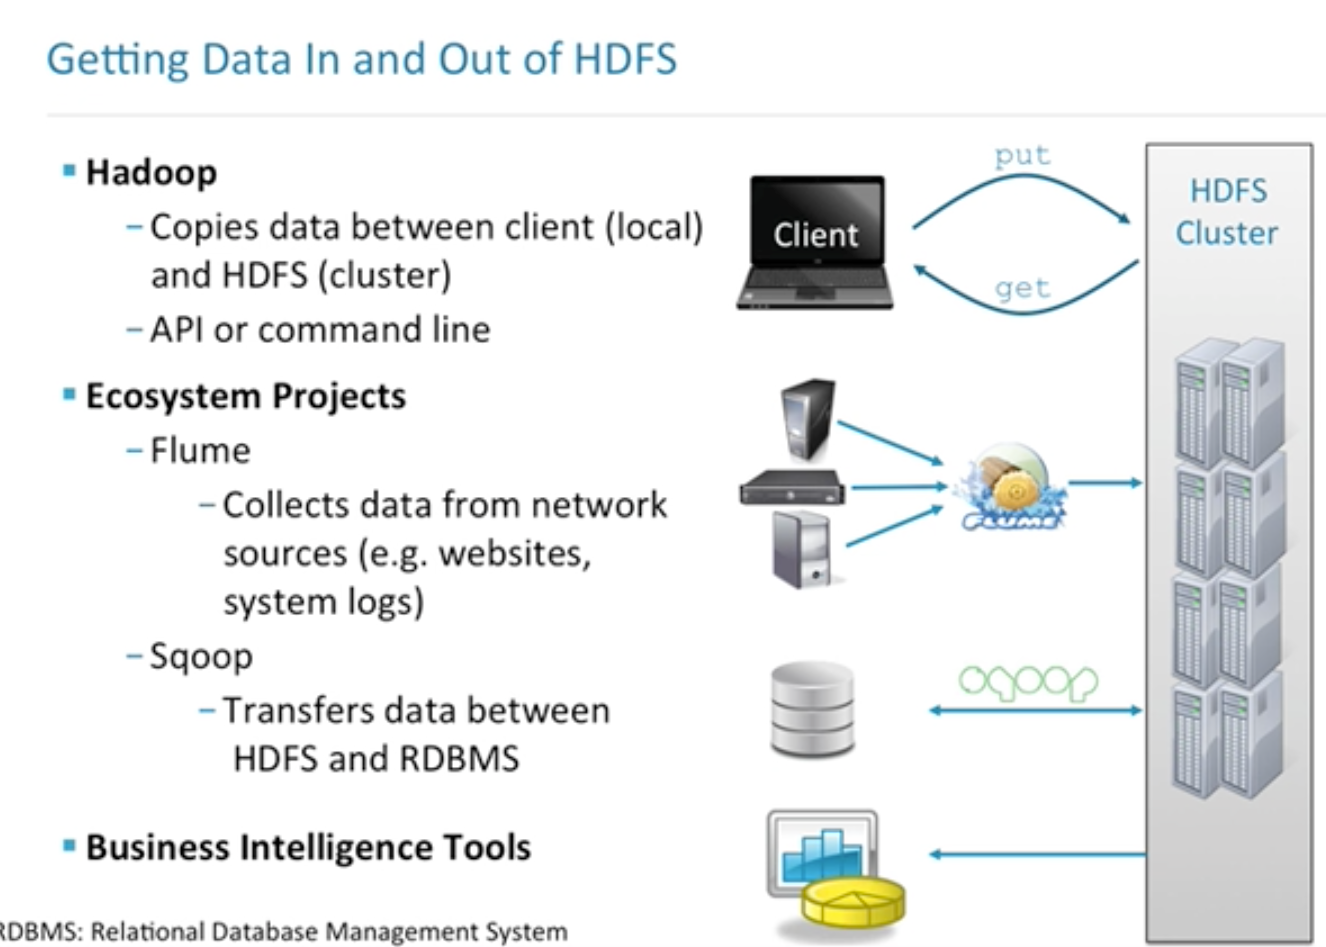 Getting Data In and Out of HDFS
▪ Hadoop
– Copies data between client (local)
and HDFS (cluster)
– API or command line
▪ Ecosystem Projects
– Flume
– Collects data from network
sources (e.g. websites,
system logs)
– Sqoop
– Transfers data between
HDFS and RDBMS
▪ Business Intelligence Tools
RDBMS: Relational Database Management System
put
Client
get
HDFS
Cluster
FLUME
sqoop